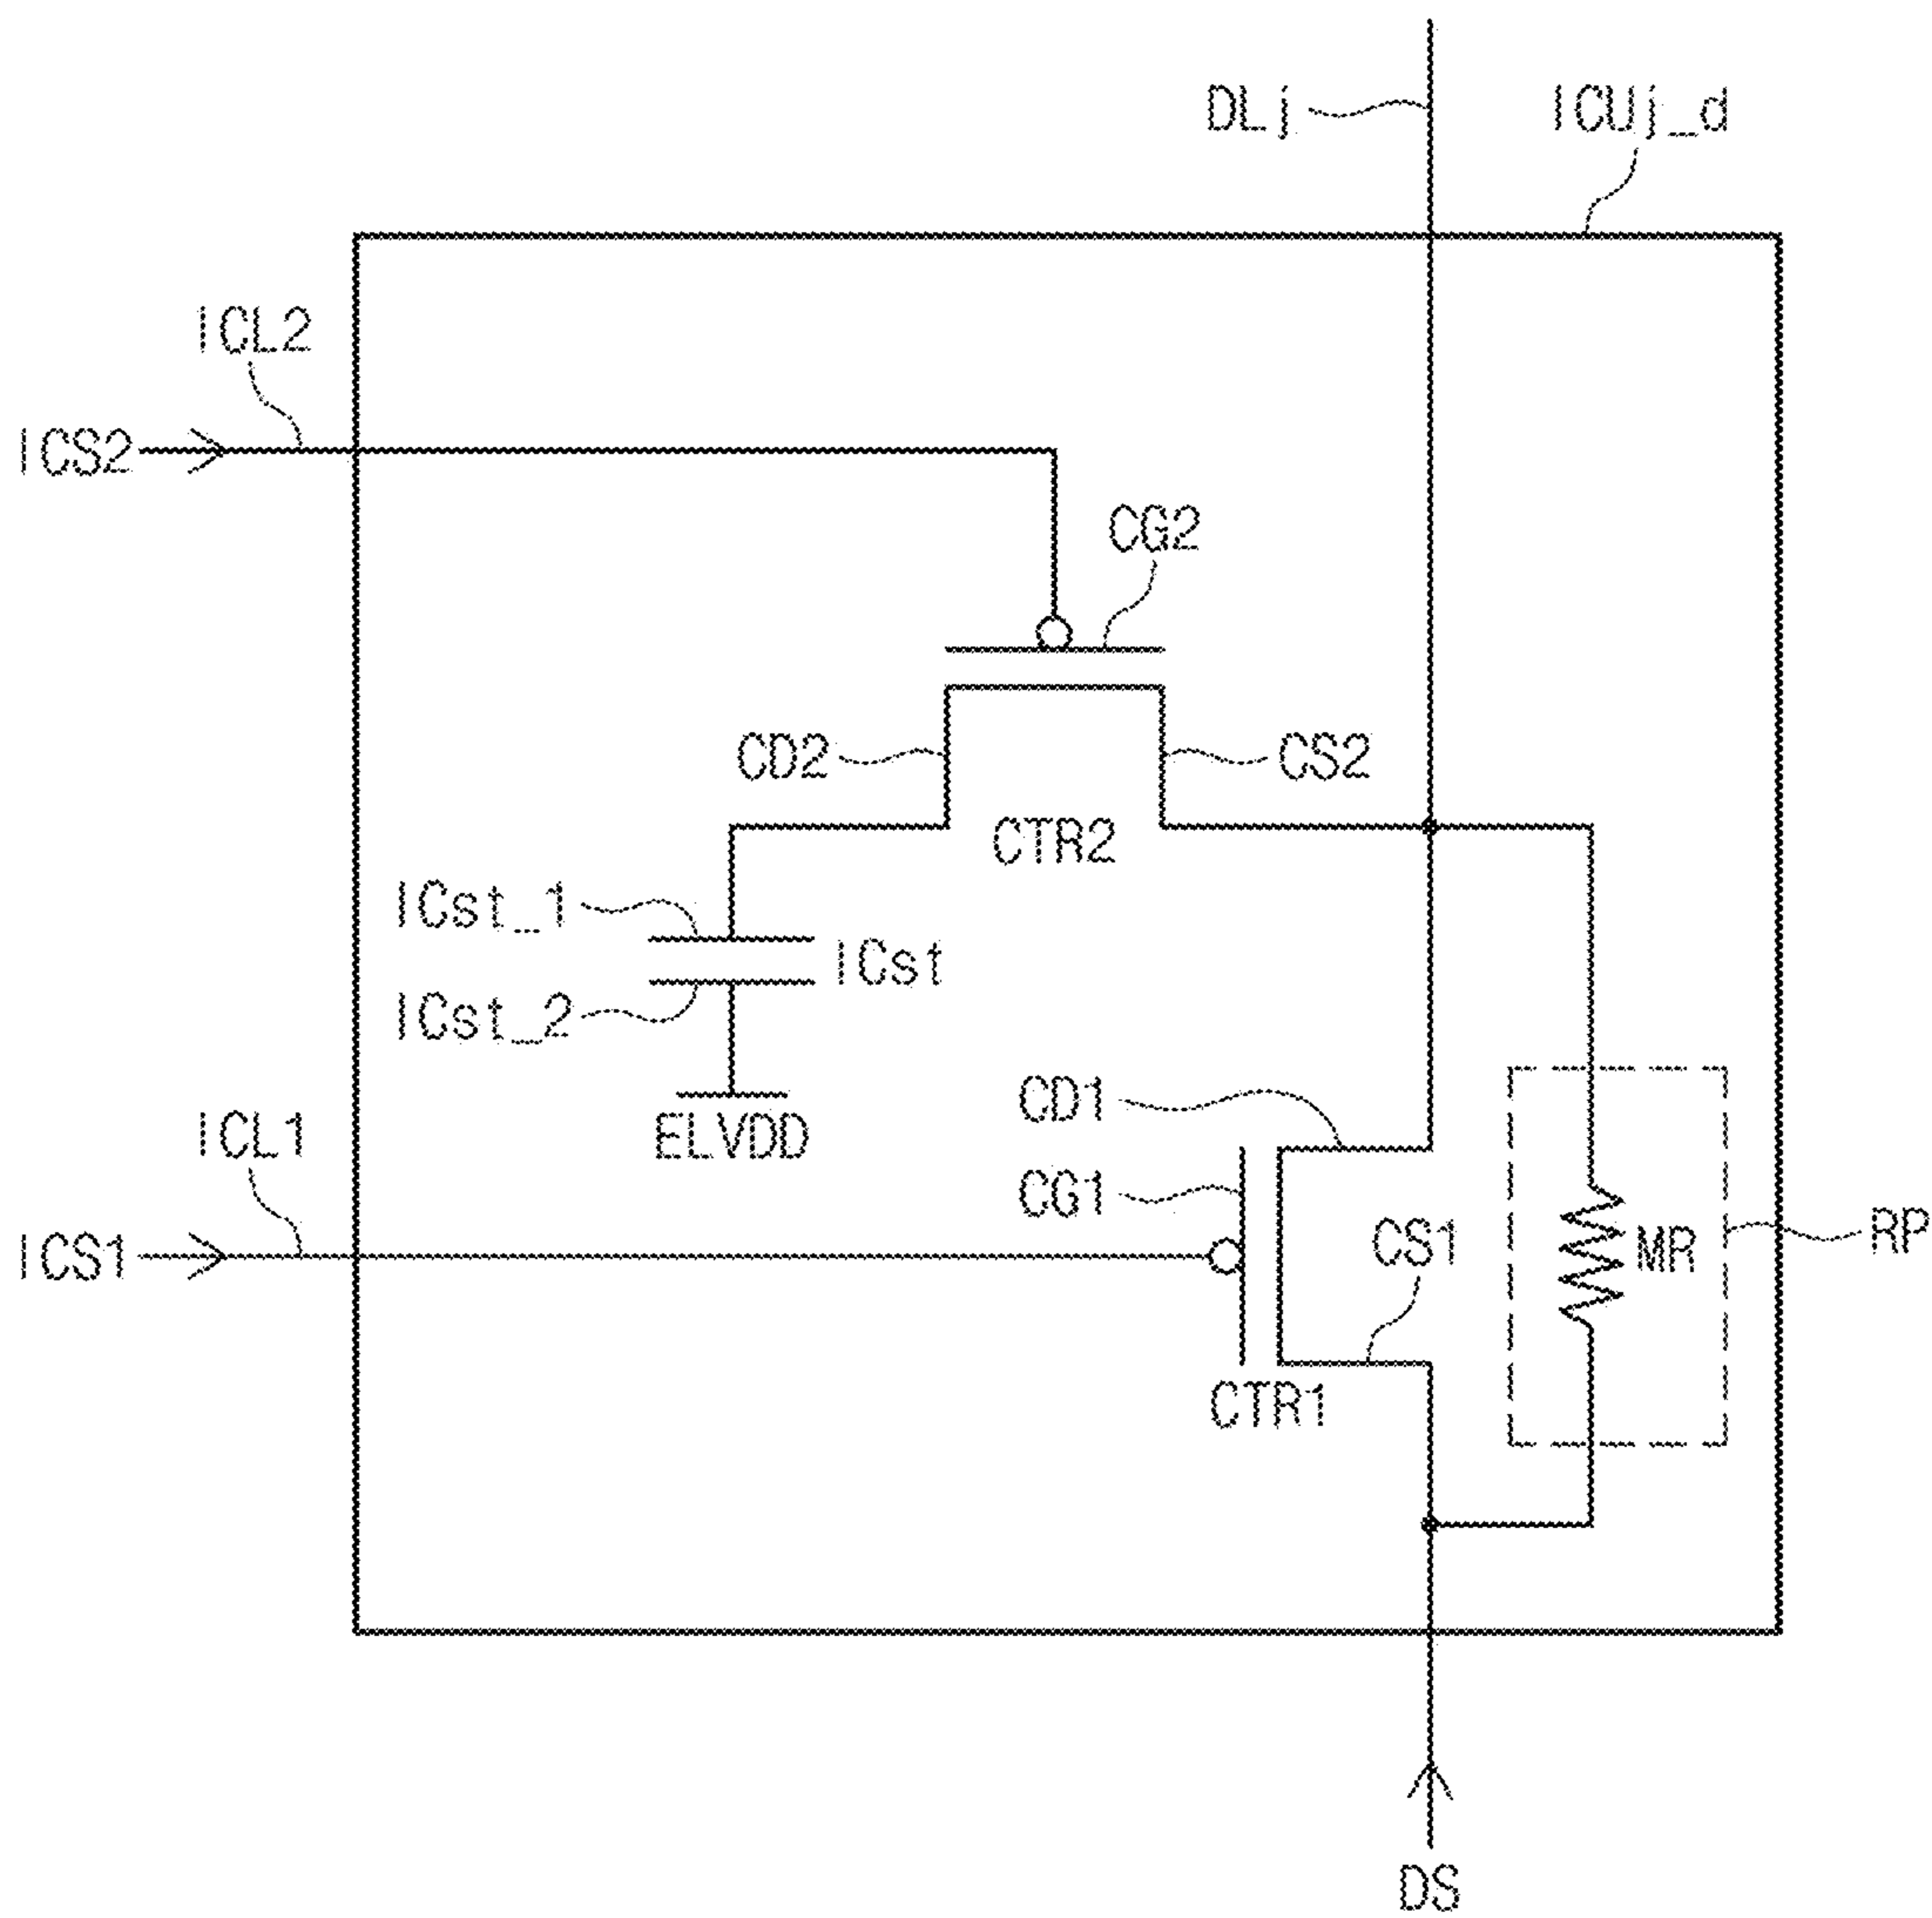 DLj
ICUj_d
ICL2
ICS2
CG2
CD2
CS2
CTR2
ICst_1
ICst
ICst_2
ELVDD
CD1
ICL1
CG1
CS1
MR
RP
ICS1
CTR1
DS